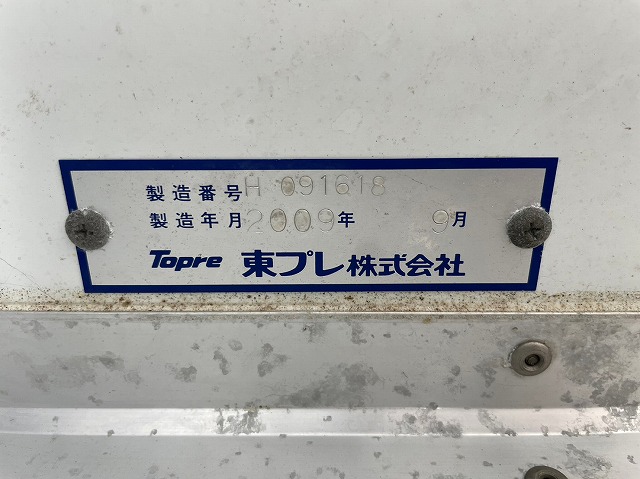 製造番号 H 091618
製造年月 2009年 9月
Topre 東プレ株式会社